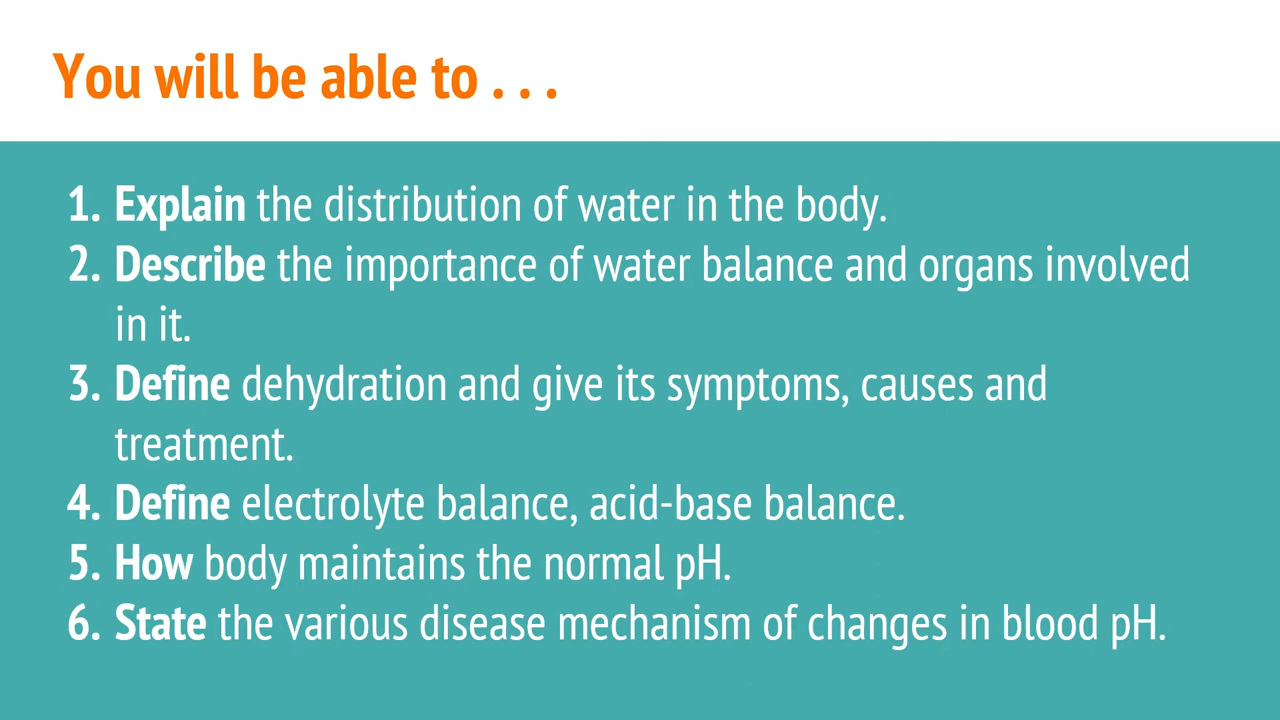 You will be able to . . .
1. Explain the distribution of water in the body.
2. Describe the importance of water balance and organs involved
in it.
3. Define dehydration and give its symptoms, causes and
treatment.
4. Define electrolyte balance, acid-base balance.
5. How body maintains the normal pH.
6. State the various disease mechanism of changes in blood pH.